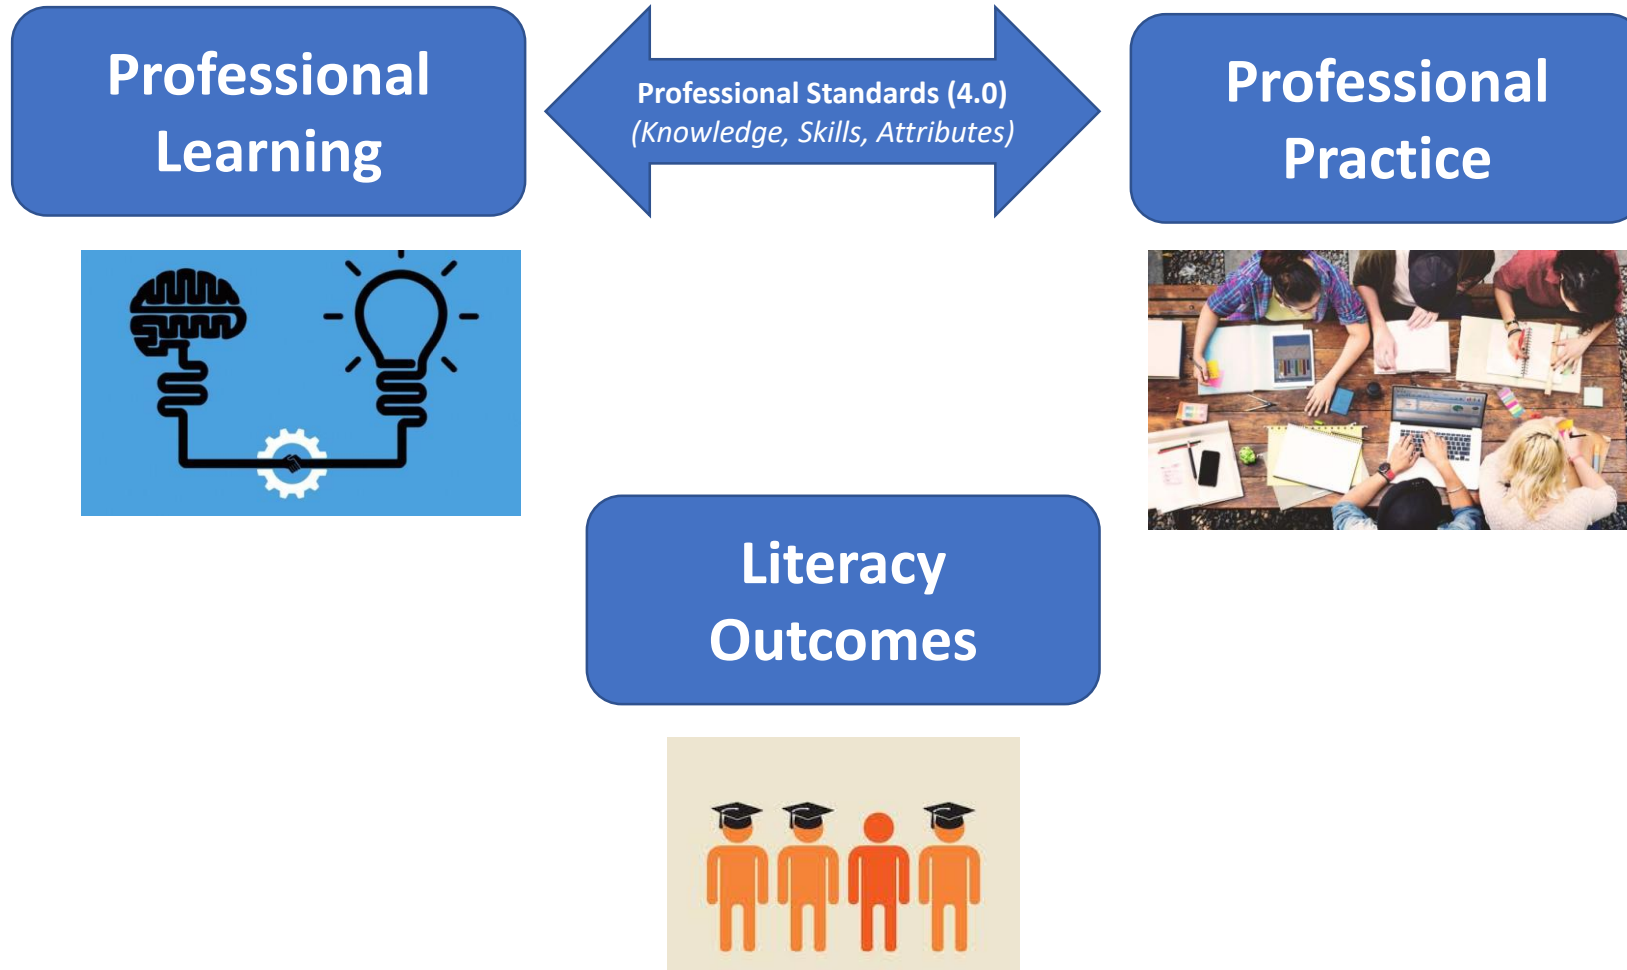 Professional
Learning
Professional Standards (4.0)
(Knowledge, Skills, Attributes)
Professional
Practice
Literacy
Outcomes